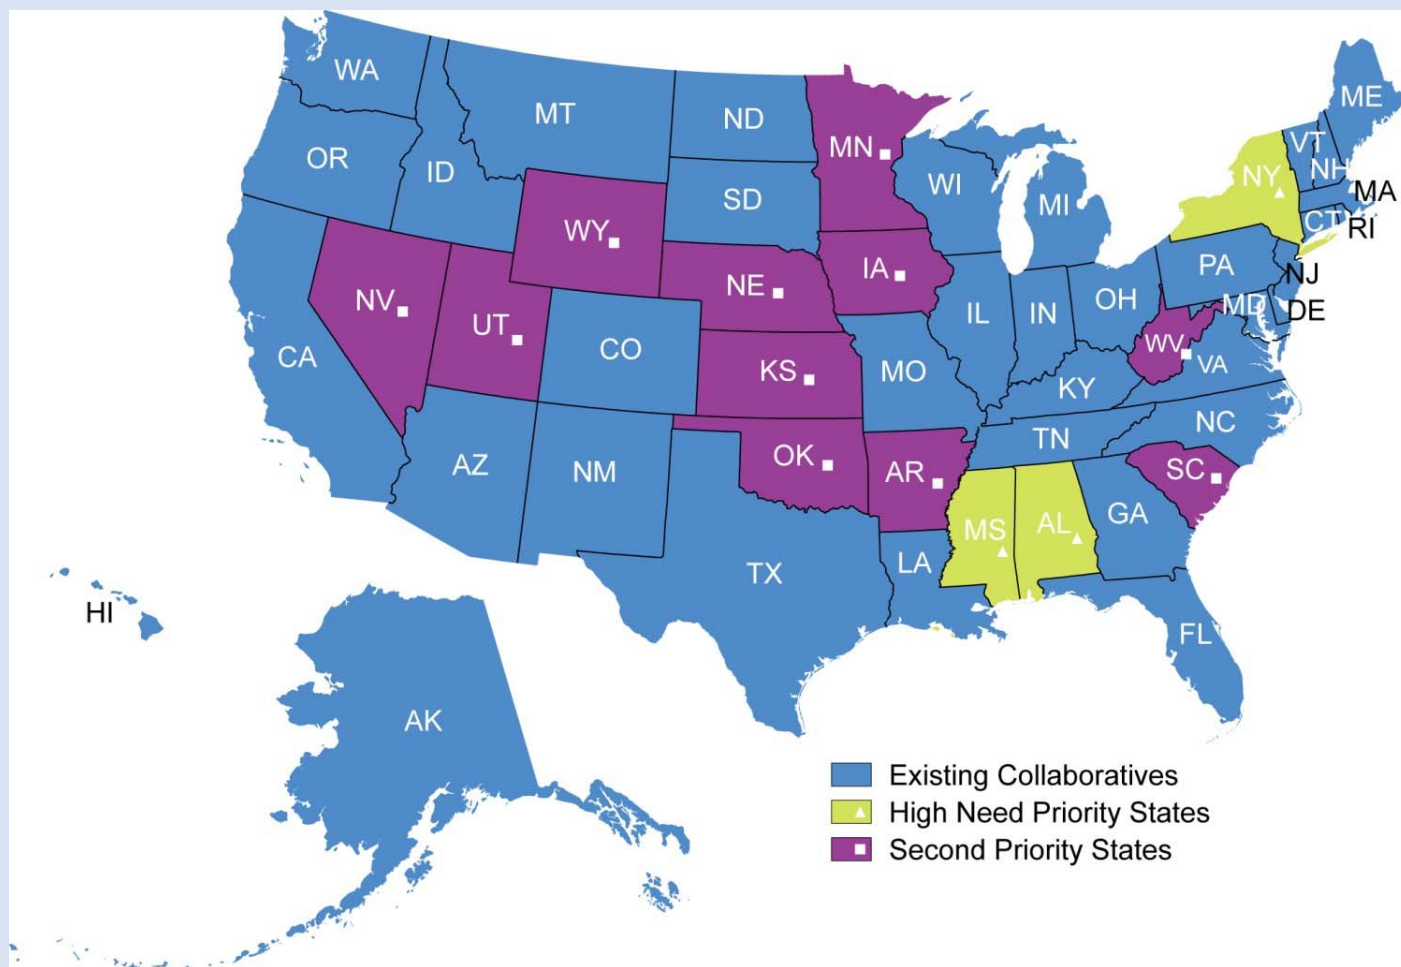 WA
MT
ND
MN
ME
OR
ID
SD
WI
MI
VT
NH
NY
MA
WY
CT
RI
NV
UT
NE
IA
PA
NJ
IL
IN
OH
MD
DE
CA
CO
KS
MO
WV
VA
KY
AZ
NM
OK
AR
TN
NC
SC
MS
AL
GA
TX
LA
HI
FL
AK
Existing Collaboratives
High Need Priority States
Second Priority States